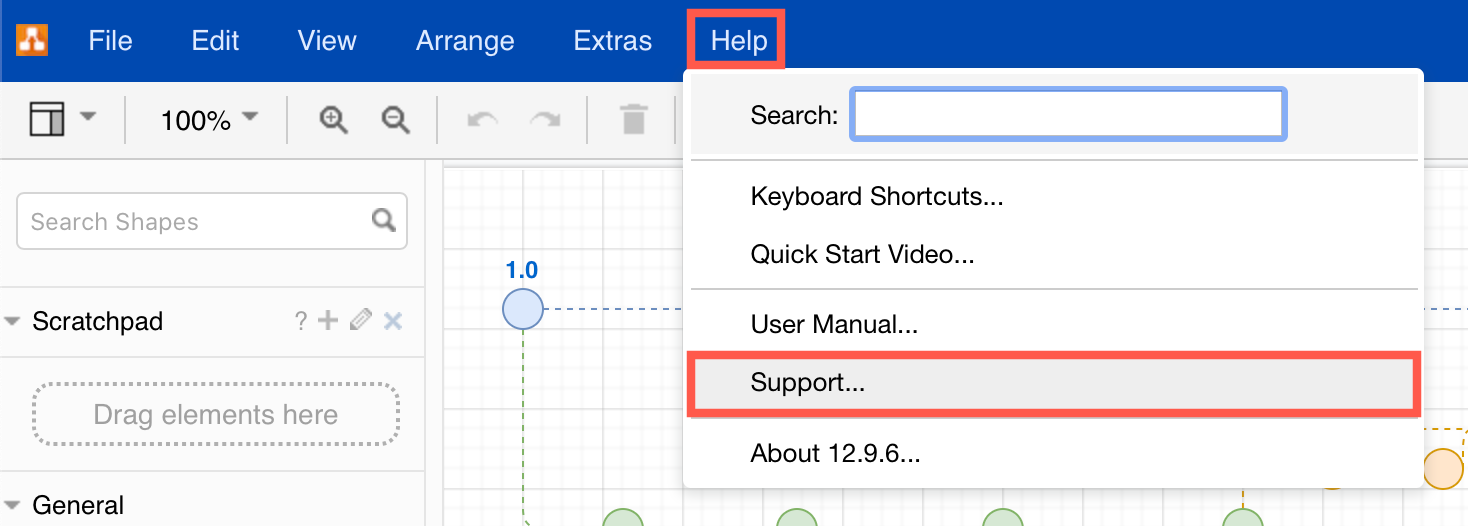 File Edit View Arrange Extras Help
100%
Search:
Search Shapes
Keyboard Shortcuts...
Quick Start Video...
1.0
Scratchpad ?
User Manual...
Support...
Drag elements here
About 12.9.6...
General